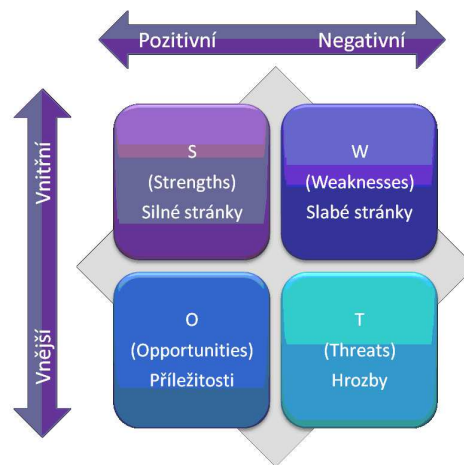 Pozitivní Negativní
Vnitřní
S
(Strengths)
Silné stránky
W
(Weaknesses)
Slabé stránky
Vnější
O
(Opportunities)
Příležitosti
T
(Threats)
Hrozby